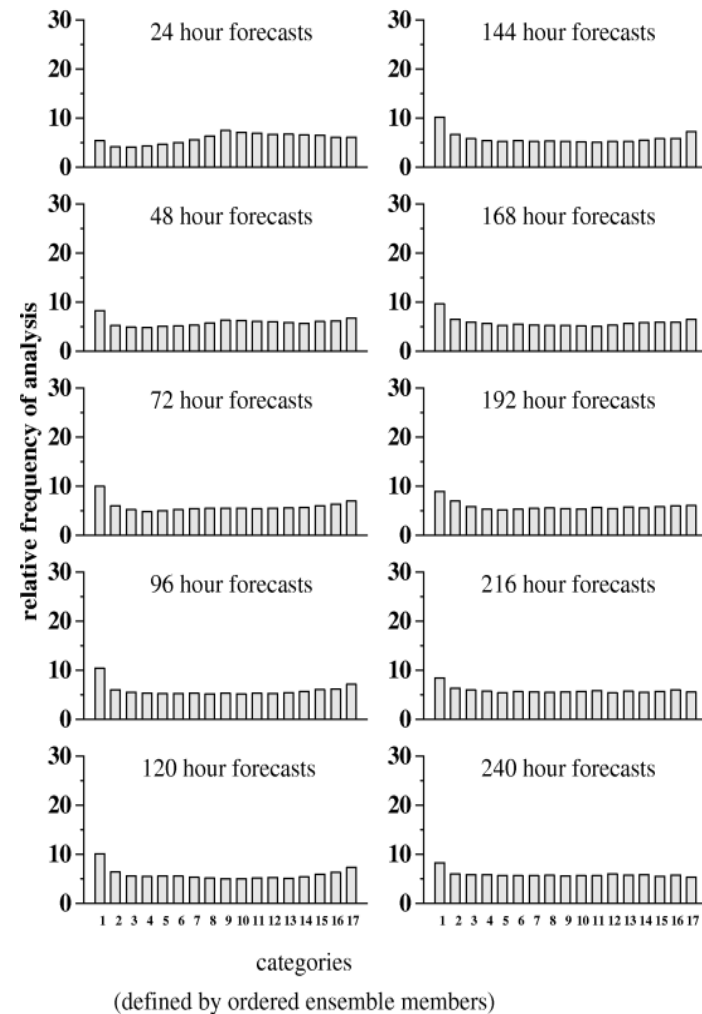 relative frequency of analysis
24 hour forecasts
30
20
10
0
48 hour forecasts
30
20
10
0
72 hour forecasts
30
20
10
0
96 hour forecasts
30
20
10
0
120 hour forecasts
30
20
10
0
1 2 3 4 5 6 7 8 9 10 11 12 13 14 15 16 17
144 hour forecasts
30
20
10
0
168 hour forecasts
30
20
10
0
192 hour forecasts
30
20
10
0
216 hour forecasts
30
20
10
0
240 hour forecasts
30
20
10
0
1 2 3 4 5 6 7 8 9 10 11 12 13 14 15 16 17
categories
(defined by ordered ensemble members)